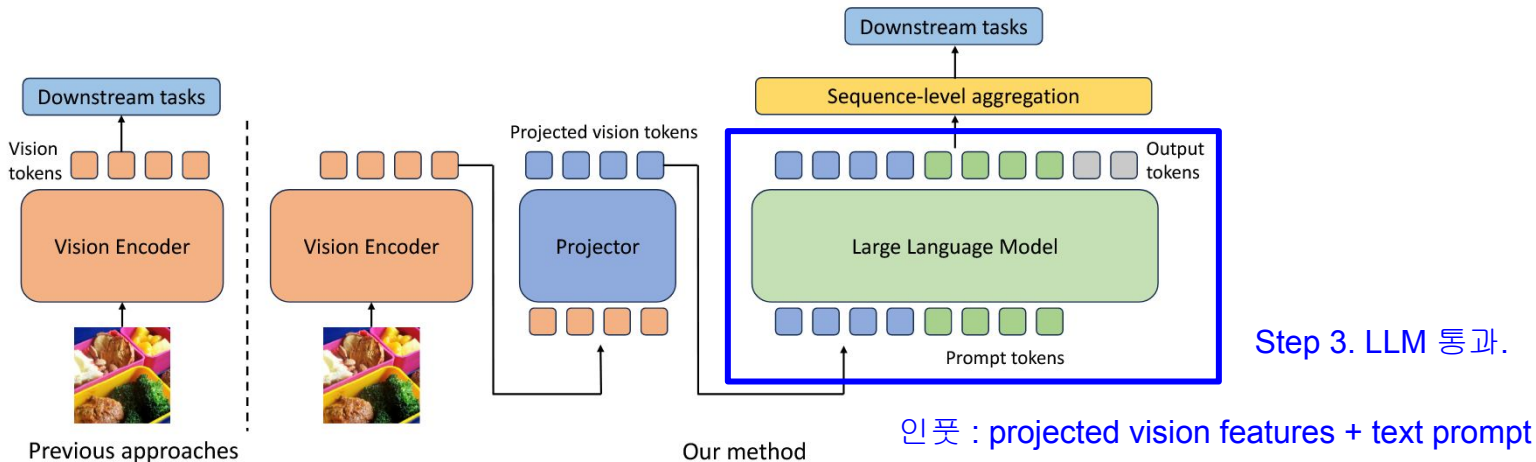 Downstream tasks
Vision
tokens
Vision Encoder
Previous approaches
Vision Encoder
Projected vision tokens
Projector
Downstream tasks
Sequence-level aggregation
Output
tokens
Large Language Model
Prompt tokens
Our method
Step 3. LLM 통과.
인풋 : projected vision features + text prompt